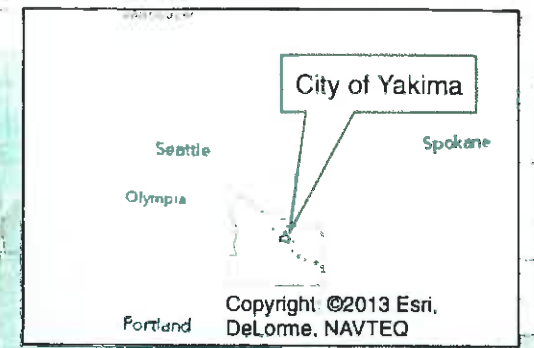 City of Yakima
Spokane
Seattle
Olympia
Portland
Copyright: ©2013 Esri,
DeLorme, NAVTEQ